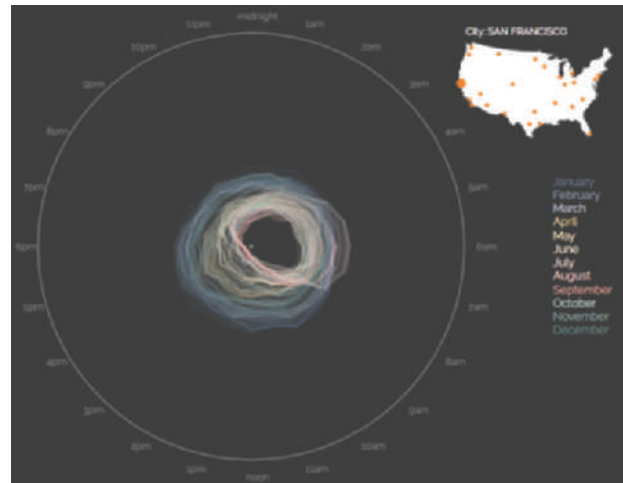 midnight
1am
2am
3am
4am
5am
6am
7am
8am
9am
10am
11am
noon
1pm
2pm
3pm
4pm
5pm
6pm
7pm
8pm
9pm
10pm
11pm
City: SAN FRANCISCO
January
February
March
April
May
June
July
August
September
October
November
December